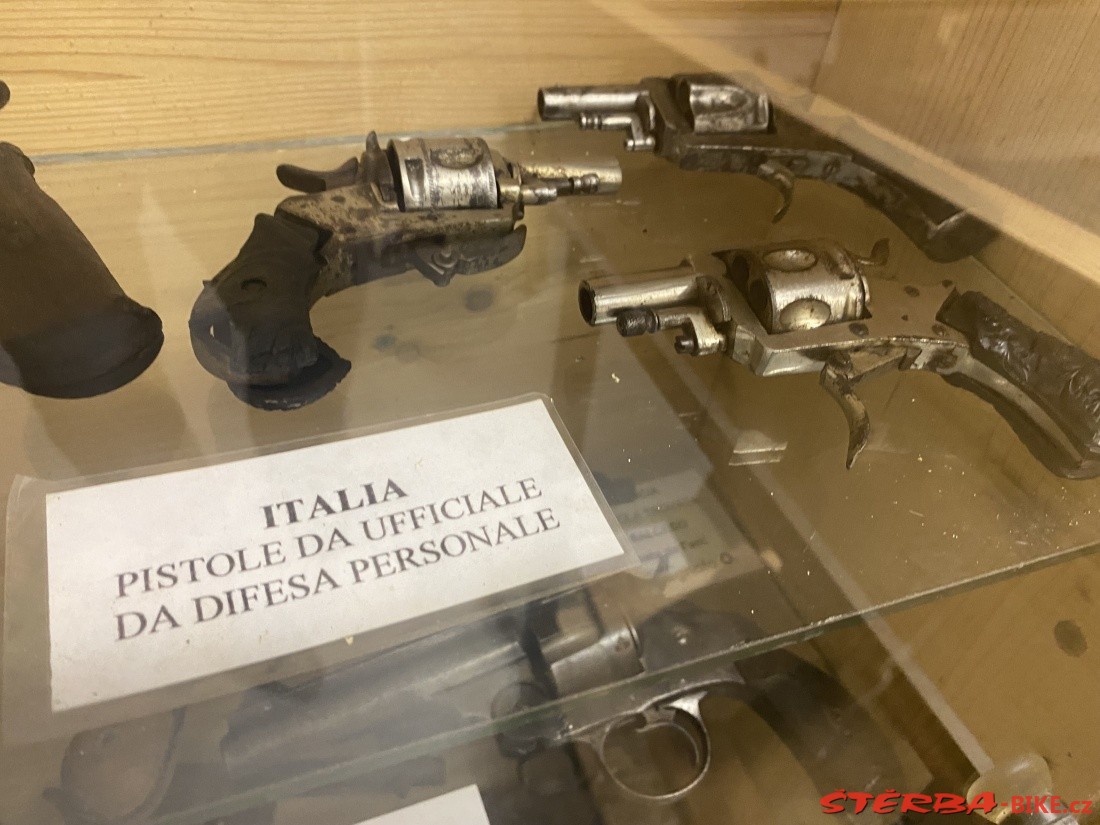 ITALIA
PISTOLE DA UFFICIALE
DA DIFESA PERSONALE
ŠTĚRBA-BIKE.cz